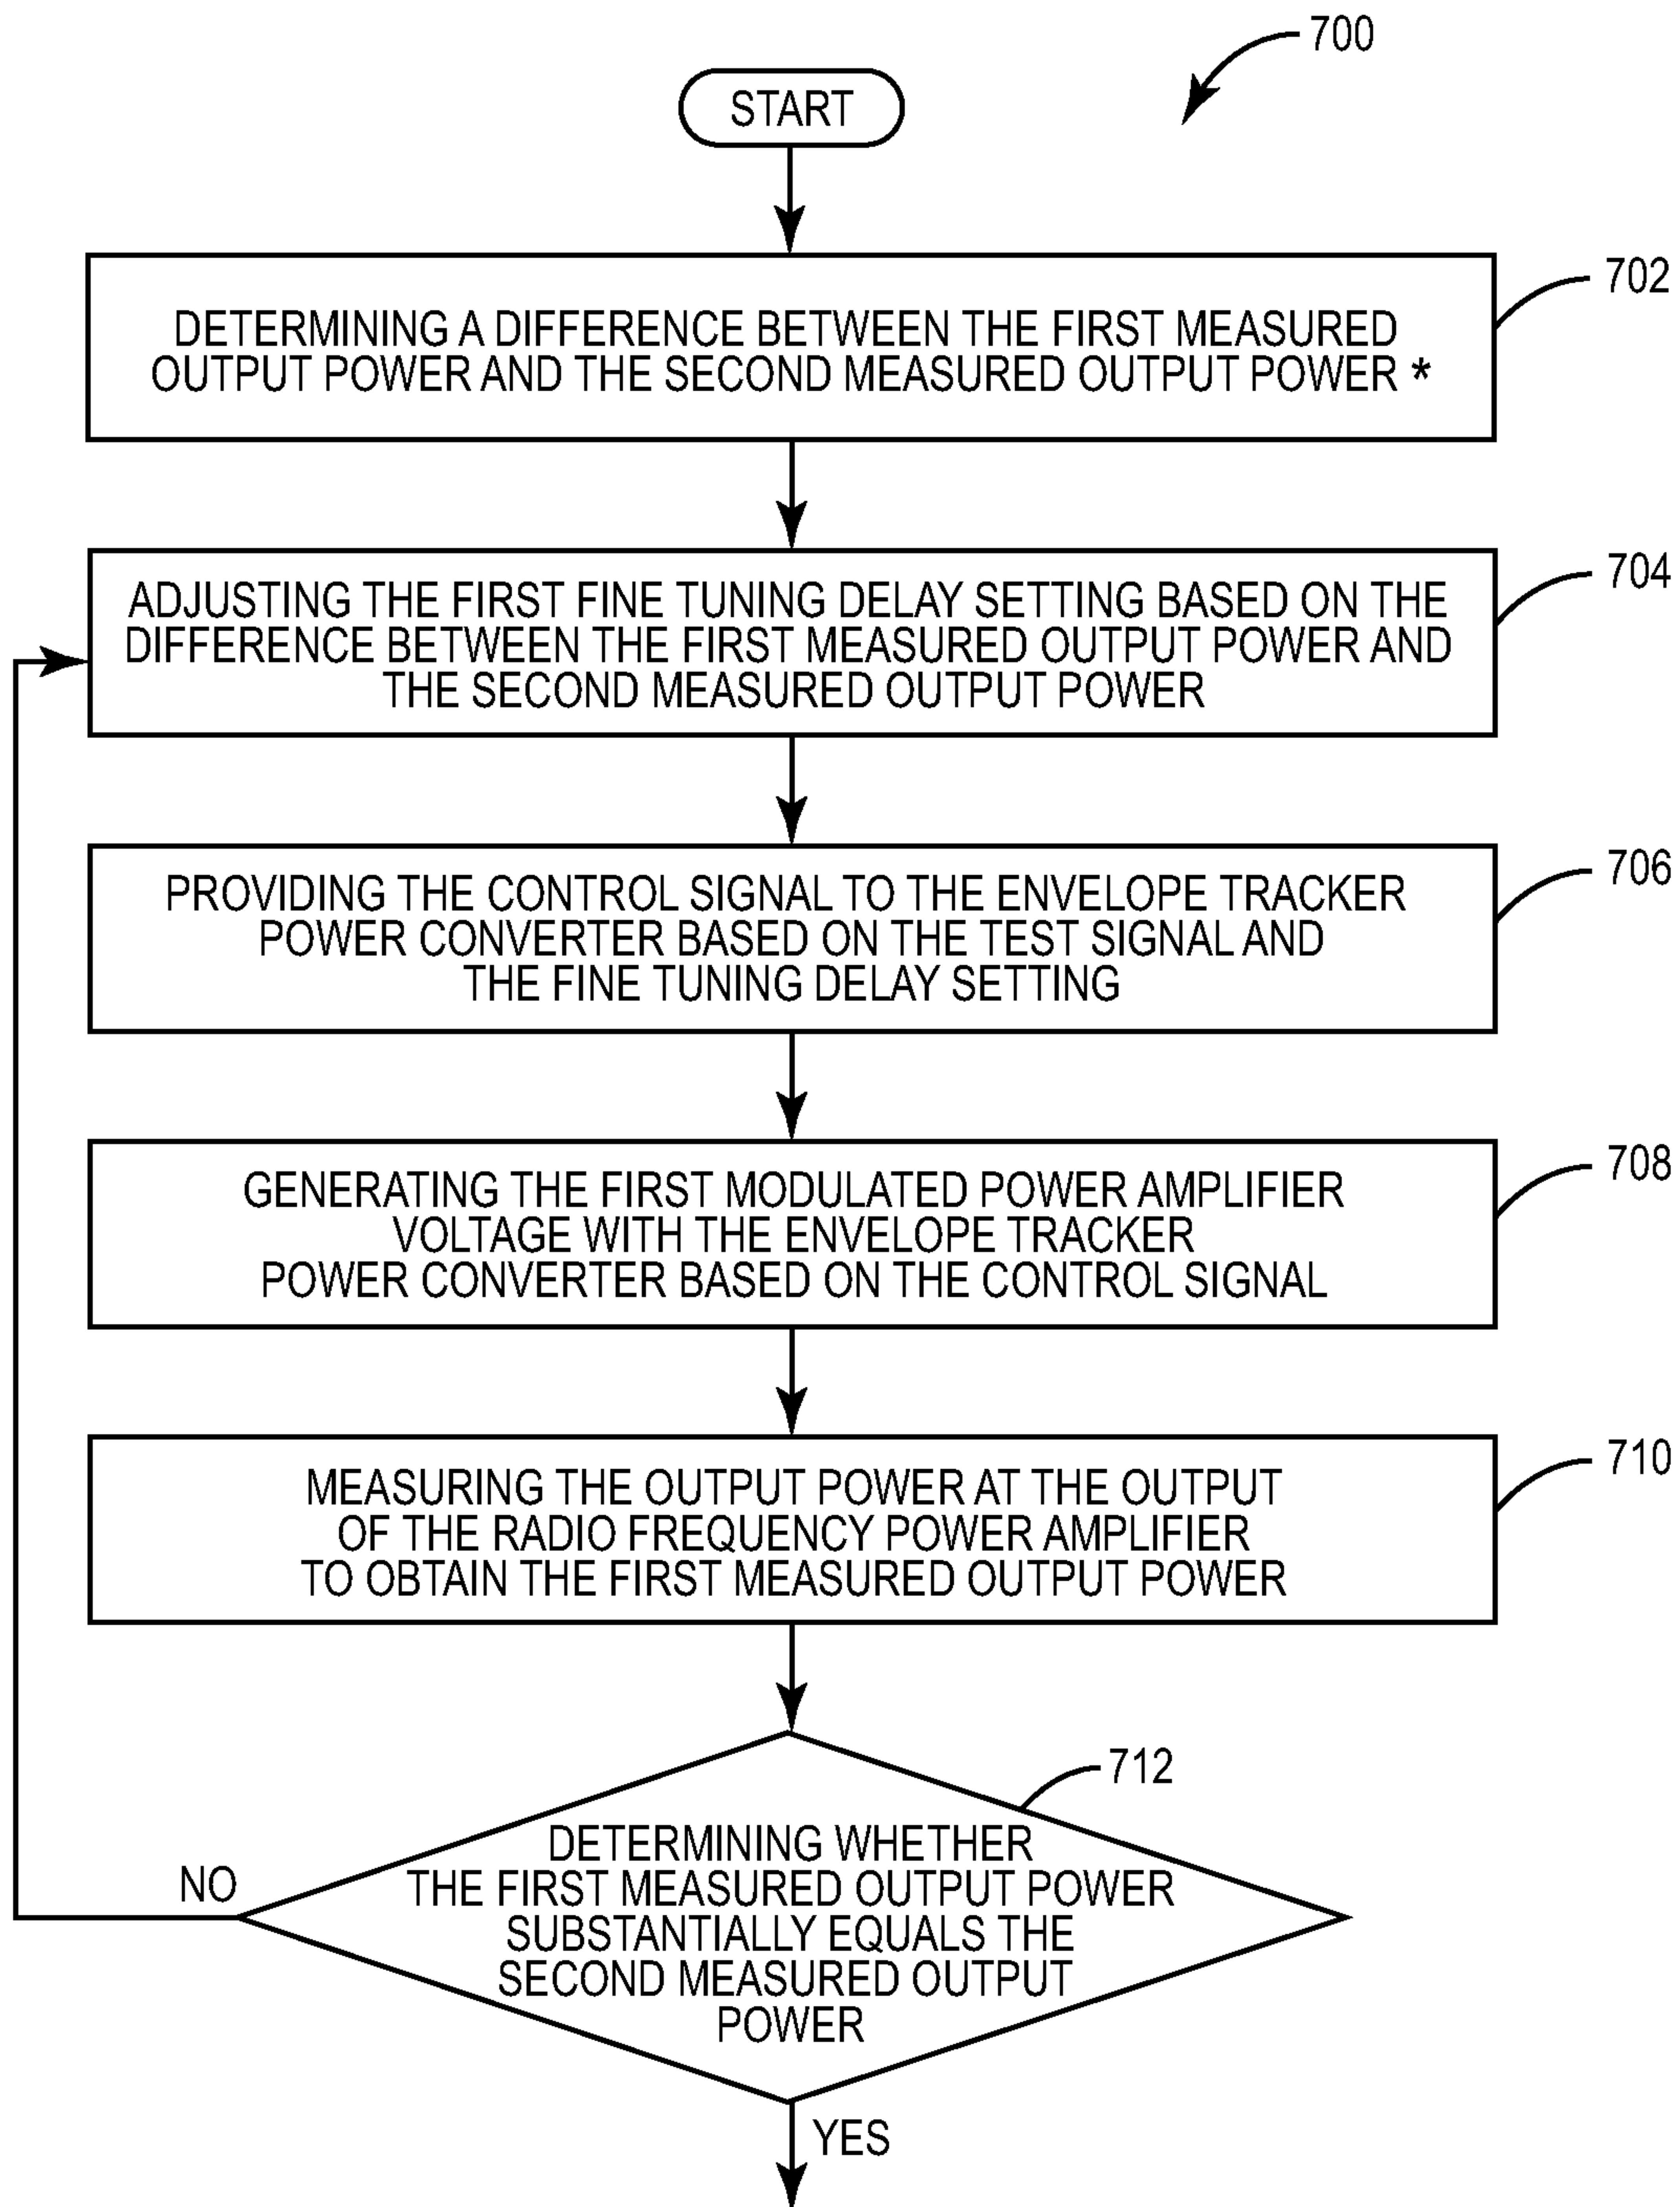 700
START
702
DETERMINING A DIFFERENCE BETWEEN THE FIRST MEASURED
OUTPUT POWER AND THE SECOND MEASURED OUTPUT POWER *
704
ADJUSTING THE FIRST FINE TUNING DELAY SETTING BASED ON THE
DIFFERENCE BETWEEN THE FIRST MEASURED OUTPUT POWER AND
THE SECOND MEASURED OUTPUT POWER
706
PROVIDING THE CONTROL SIGNAL TO THE ENVELOPE TRACKER
POWER CONVERTER BASED ON THE TEST SIGNAL AND
THE FINE TUNING DELAY SETTING
708
GENERATING THE FIRST MODULATED POWER AMPLIFIER
VOLTAGE WITH THE ENVELOPE TRACKER
POWER CONVERTER BASED ON THE CONTROL SIGNAL
710
MEASURING THE OUTPUT POWER AT THE OUTPUT
OF THE RADIO FREQUENCY POWER AMPLIFIER
TO OBTAIN THE FIRST MEASURED OUTPUT POWER
712
DETERMINING WHETHER
THE FIRST MEASURED OUTPUT POWER
SUBSTANTIALLY EQUALS THE
SECOND MEASURED OUTPUT
POWER
NO
YES